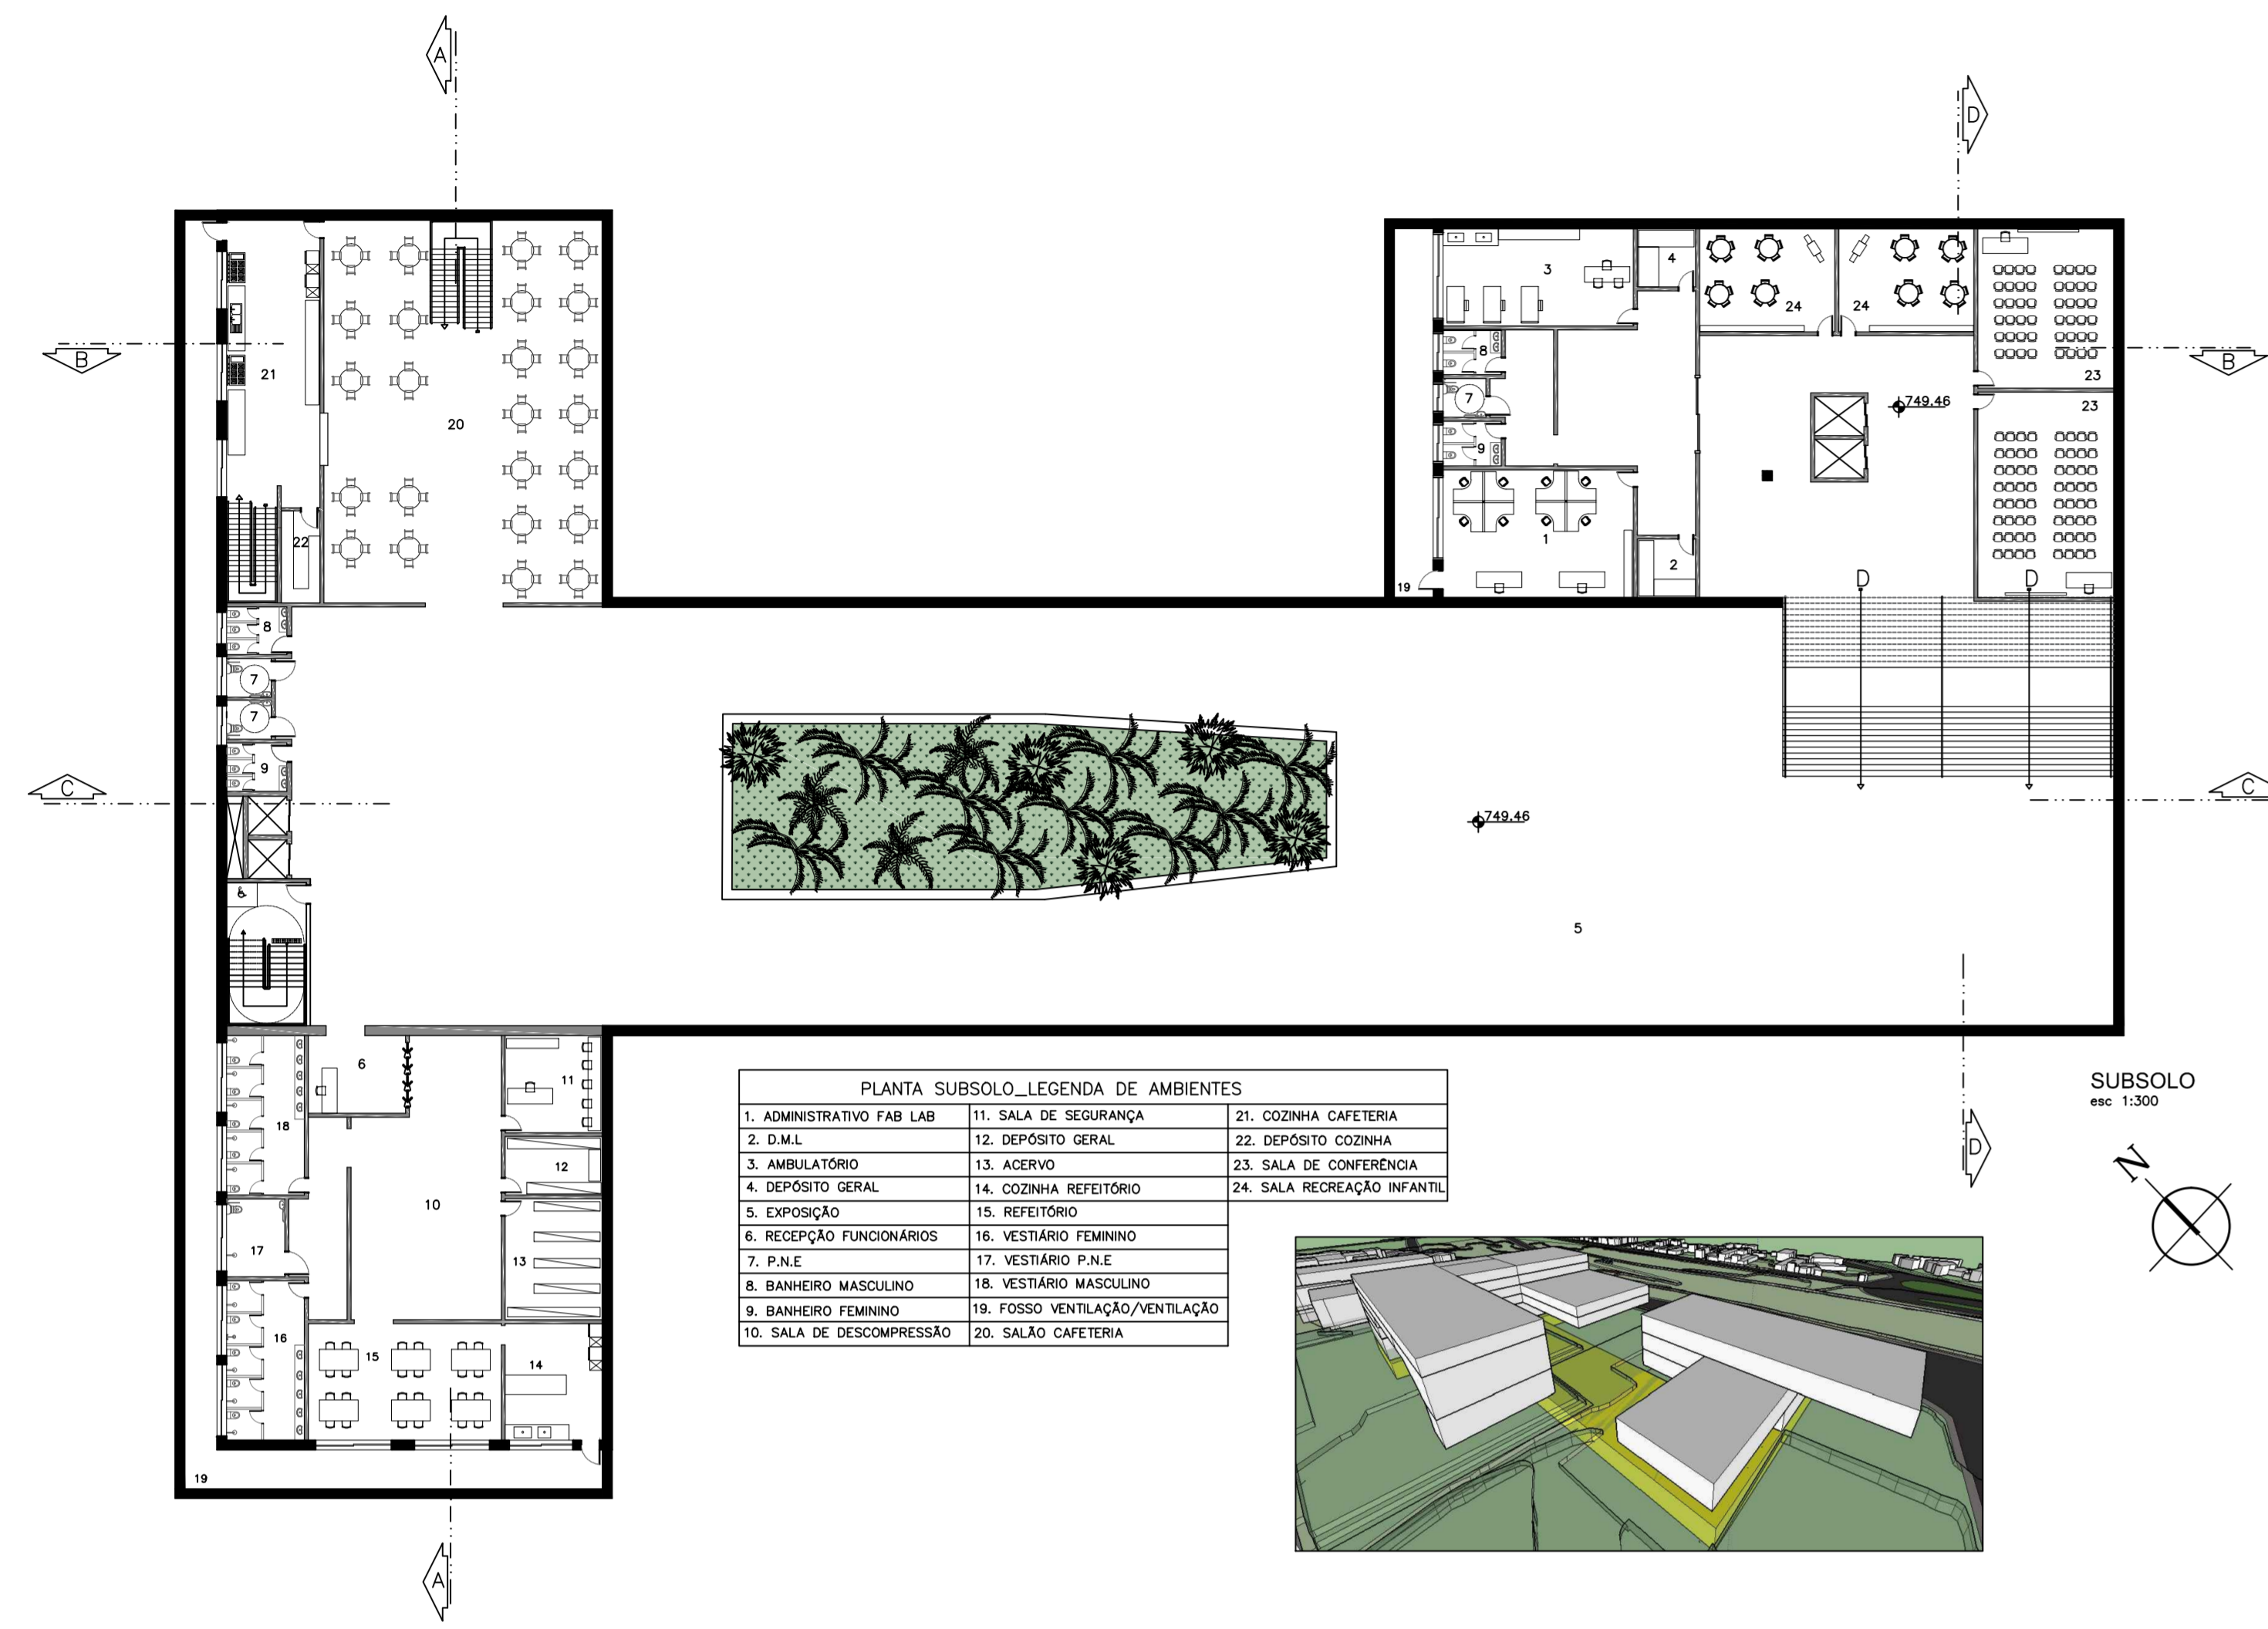 A
D
3
4
24
24
B
8
23
B
21
7
23
749.46
20
9
22
1
2
19
D
D
8
7
7
9
C
C
749.46
5
6
11
18
12
10
17
13
16
15
14
19
A
PLANTA SUBSOLO_LEGENDA DE AMBIENTES
1. ADMINISTRATIVO FAB LAB
2. D.M.L
3. AMBULATÓRIO
4. DEPÓSITO GERAL
5. EXPOSIÇÃO
6. RECEPÇÃO FUNCIONÁRIOS
7. P.N.E
8. BANHEIRO MASCULINO
9. BANHEIRO FEMININO
10. SALA DE DESCOMPRESSÃO
11. SALA DE SEGURANÇA
12. DEPÓSITO GERAL
13. ACERVO
14. COZINHA REFEITÓRIO
15. REFEITÓRIO
16. VESTIÁRIO FEMININO
17. VESTIÁRIO P.N.E
18. VESTIÁRIO MASCULINO
19. FOSSO VENTILAÇÃO/VENTILAÇÃO
20. SALÃO CAFETERIA
21. COZINHA CAFETERIA
22. DEPÓSITO COZINHA
23. SALA DE CONFERÊNCIA
24. SALA RECREAÇÃO INFANTIL
SUBSOLO
esc 1:300
D
N